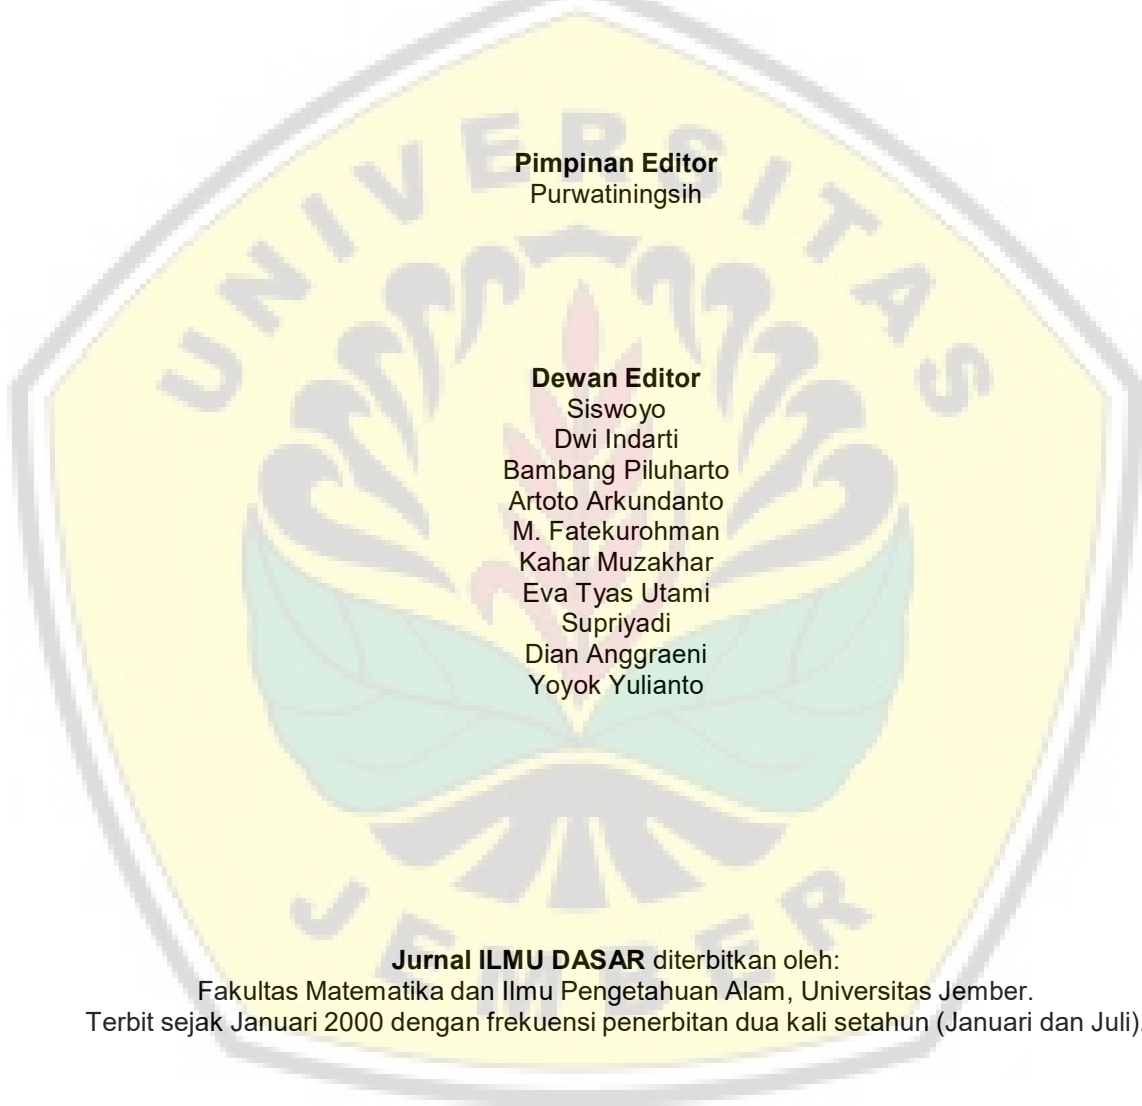 UNIVERSITAS
Pimpinan Editor
Purwatiningsih
Dewan Editor
Siswoyo
Dwi Indarti
Bambang Piluharto
Artoto Arkundanto
M. Fatekurohman
Kahar Muzakhar
Eva Tyas Utami
Supriyadi
Dian Anggraeni
Yoyok Yulianto
JEMBER
Jurnal ILMU DASAR diterbitkan oleh:
Fakultas Matematika dan Ilmu Pengetahuan Alam, Universitas Jember.
Terbit sejak Januari 2000 dengan frekuensi penerbitan dua kali setahun (Januari dan Juli).